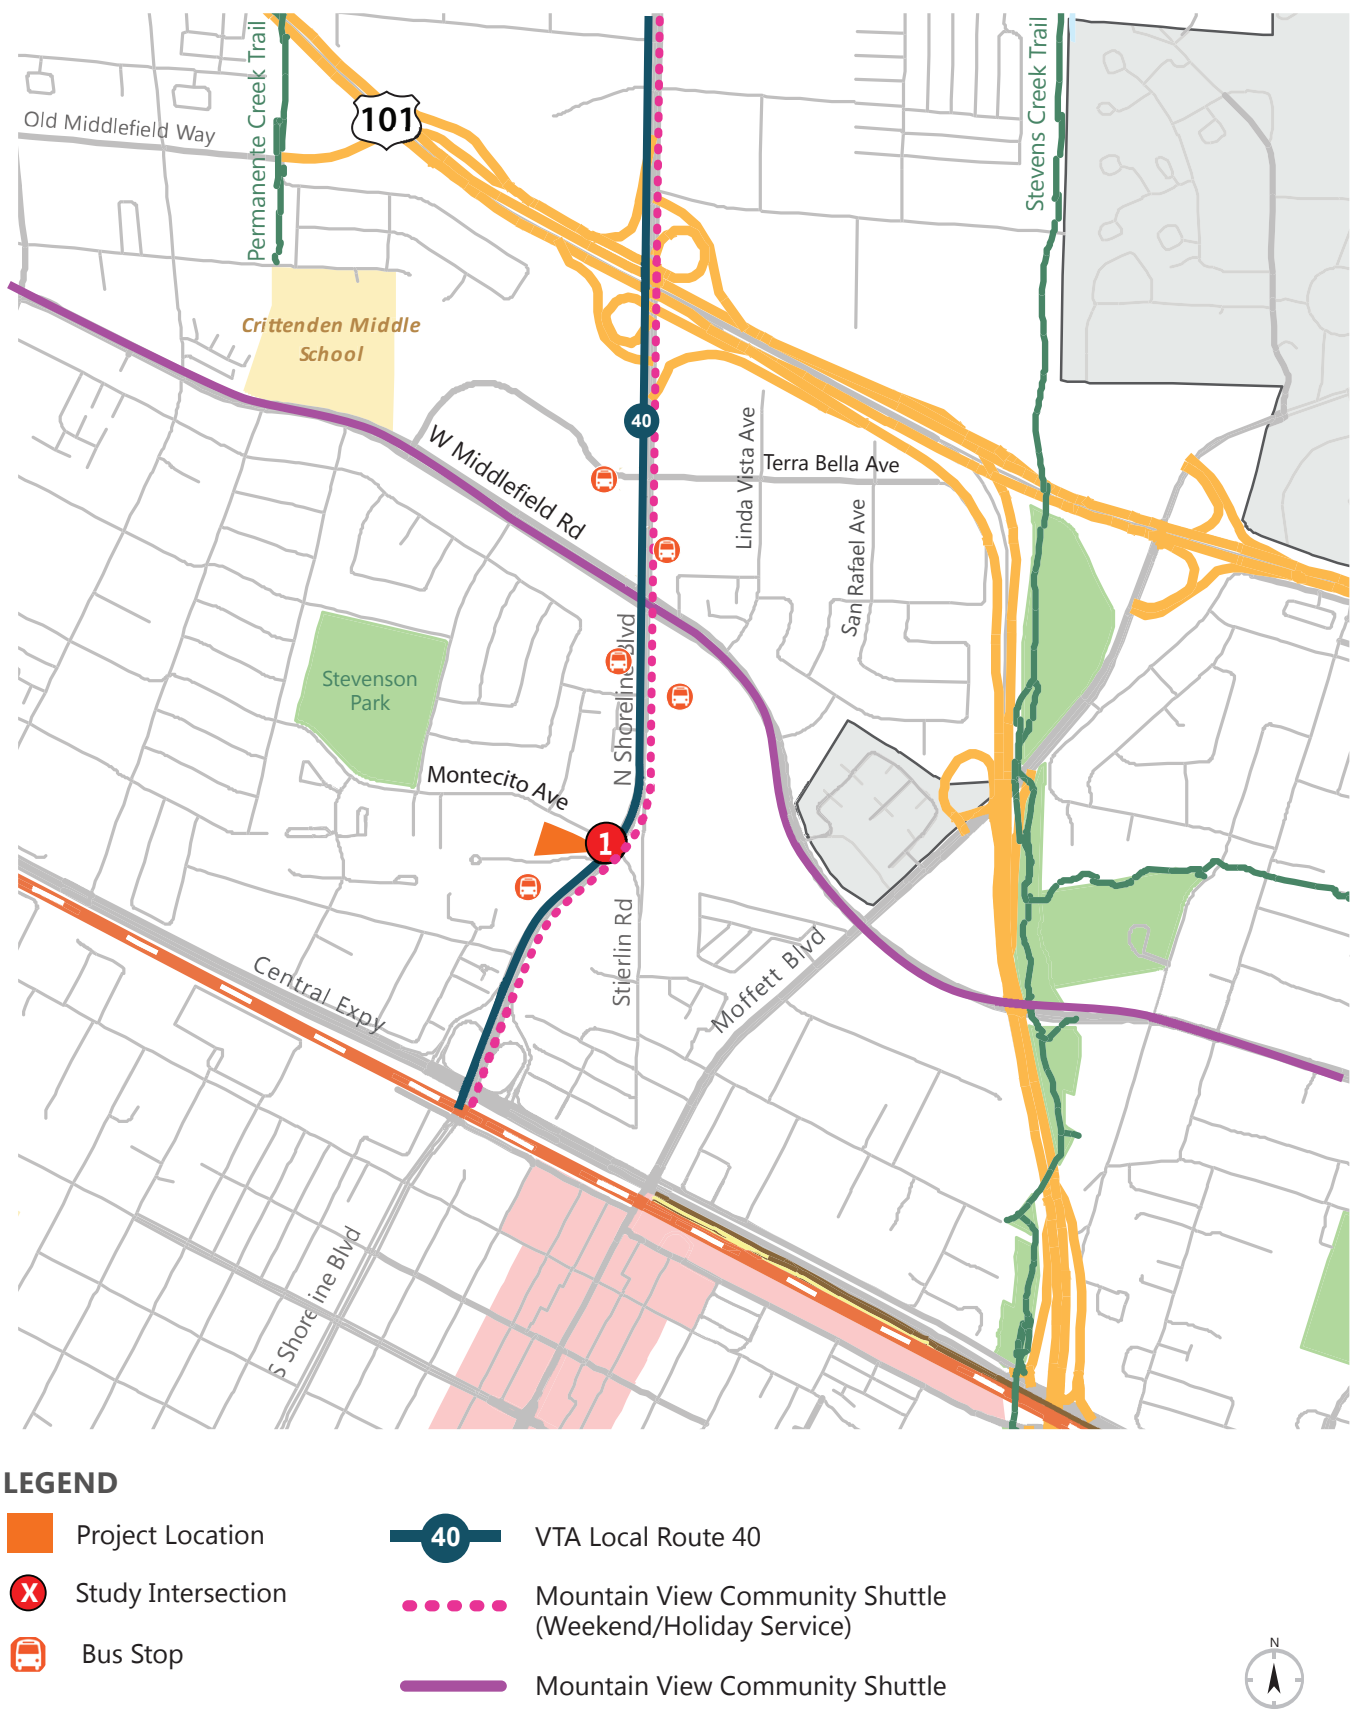 Permanente Creek Trail
Stevens Creek Trail
101
Old Middlefield Way
Crittenden Middle
School
40
W Middlefield Rd
Linda Vista Ave
Terra Bella Ave
San Rafael Ave
N Shoreline Blvd
Stevenson
Park
Montecito Ave
1
Stierlin Rd
Moffett Blvd
Central Expy
S Shoreline Blvd
LEGEND
Project Location
X
Study Intersection
Bus Stop
40
VTA Local Route 40
Mountain View Community Shuttle
(Weekend/Holiday Service)
Mountain View Community Shuttle
N